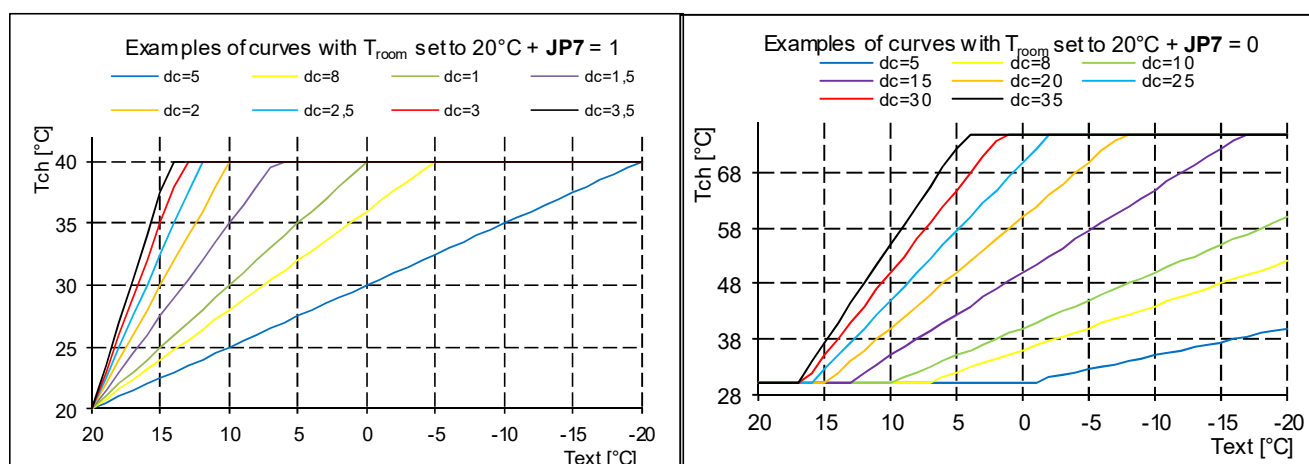 Examples of curves with Troom set to 20°C + JP7 = 1
dc=5 dc=8 dc=1 dc=1,5
dc=2 dc=2,5 dc=3 dc=3,5
Tch [°C]
40
35
30
25
20
20 15 10 5 0 -5 -10 -15 -20
Text [°C]
Examples of curves with Troom set to 20°C + JP7 = 0
dc=5 dc=8 dc=10
dc=15 dc=20 dc=25
dc=30 dc=35
Tch [°C]
68
58
48
38
28
20 15 10 5 0 -5 -10 -15 -20
Text [°C]